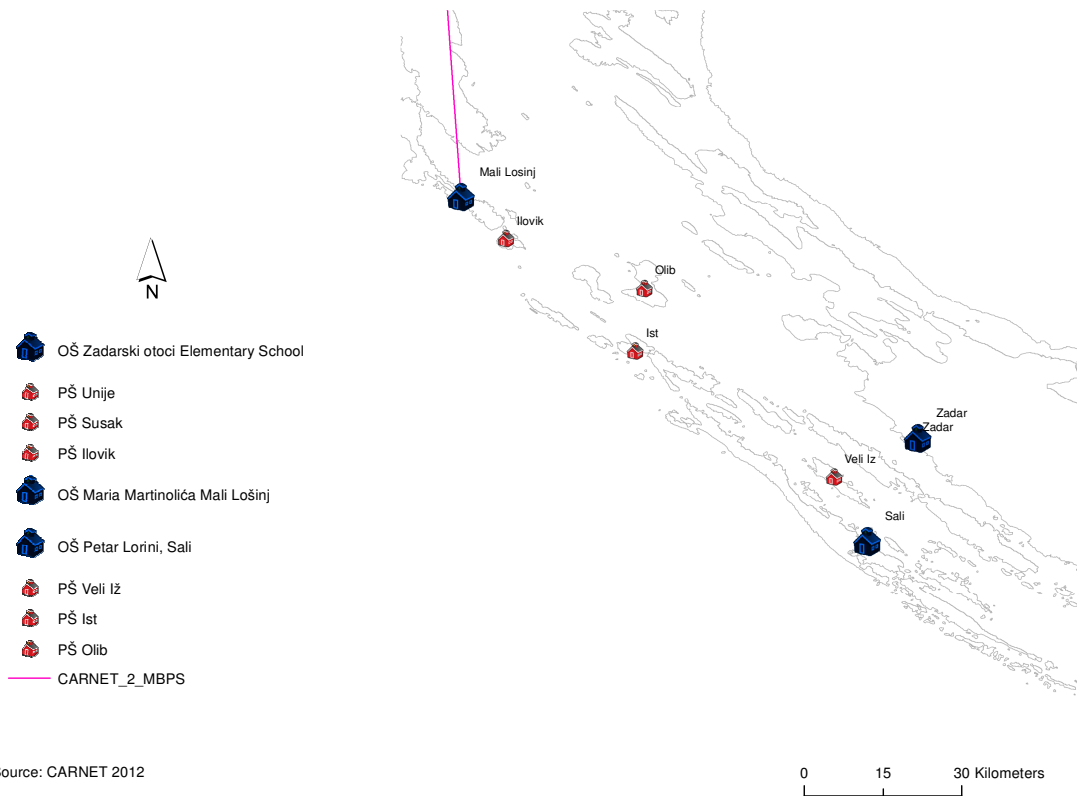 Mali Losinj
Ilovik
Olib
Ist
Zadar
Zadar
Veli Iz
Sali
N
OŠ Zadarski otoci Elementary School
PŠ Unije
PŠ Susak
PŠ Ilovik
OŠ Maria Martinolića Mali Lošinj
OŠ Petar Lorini, Sali
PŠ Veli Iž
PŠ Ist
PŠ Olib
CARNET_2_MBPS
Source: CARNET 2012
0 15 30 Kilometers